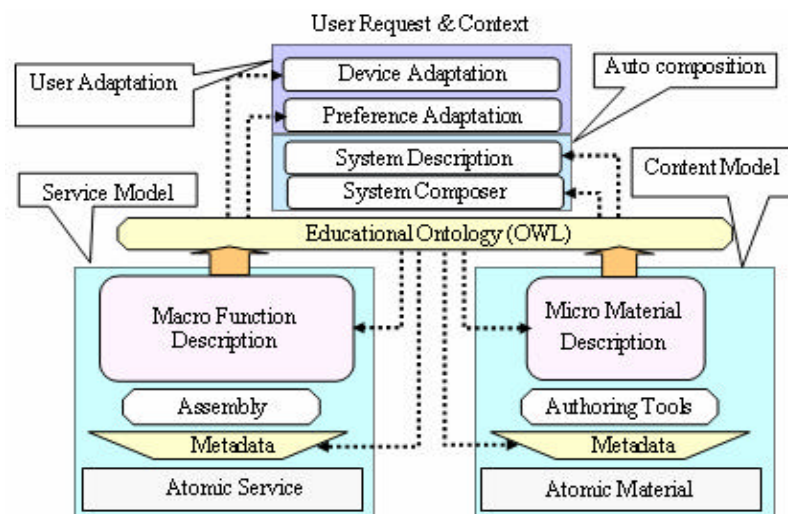 User Request & Context
User Adaptation
Device Adaptation
Auto composition
Preference Adaptation
System Description
Service Model
System Composer
Content Model
Educational Ontology (OWL)
Macro Function
Description
Micro Material
Description
Assembly
Authoring Tools
Metadata
Metadata
Atomic Service
Atomic Material